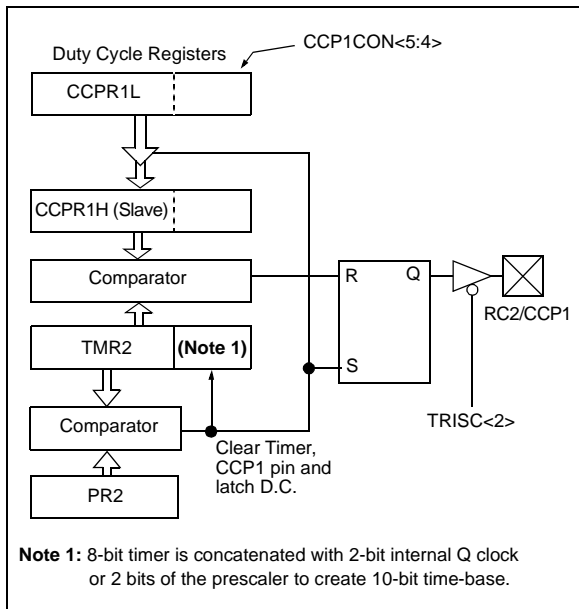 Duty Cycle Registers
CCP1CON<5:4>
CCPR1L
CCPR1H (Slave)
Comparator
R
Q
RC2/CCP1
TMR2
(Note 1)
S
TRISC<2>
Comparator
Clear Timer,
CCP1 pin and
latch D.C.
PR2
Note 1: 8-bit timer is concatenated with 2-bit internal Q clock
or 2 bits of the prescaler to create 10-bit time-base.